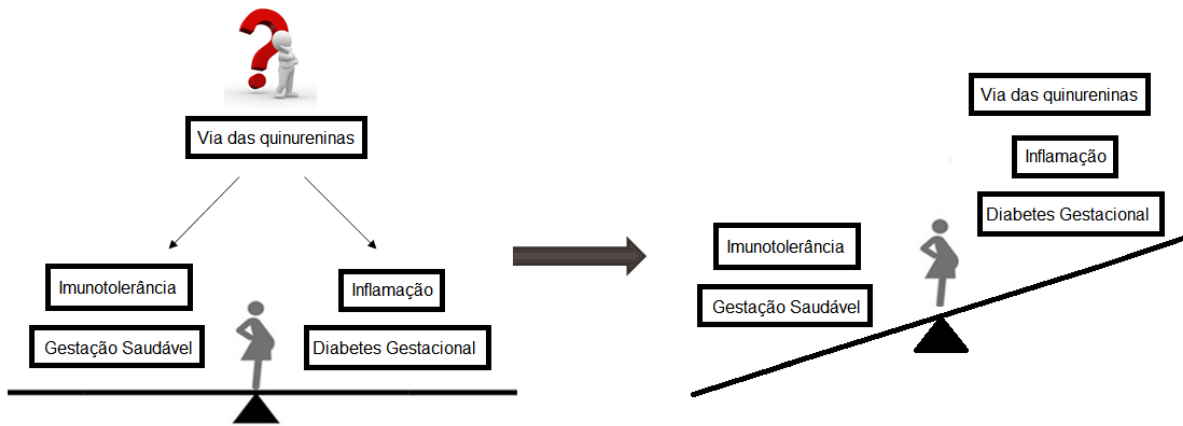 Via das quinureninas
Imunotolerância
Inflamação
Gestação Saudável
Diabetes Gestacional
Via das quinureninas
Inflamação
Diabetes Gestacional
Imunotolerância
Gestação Saudável